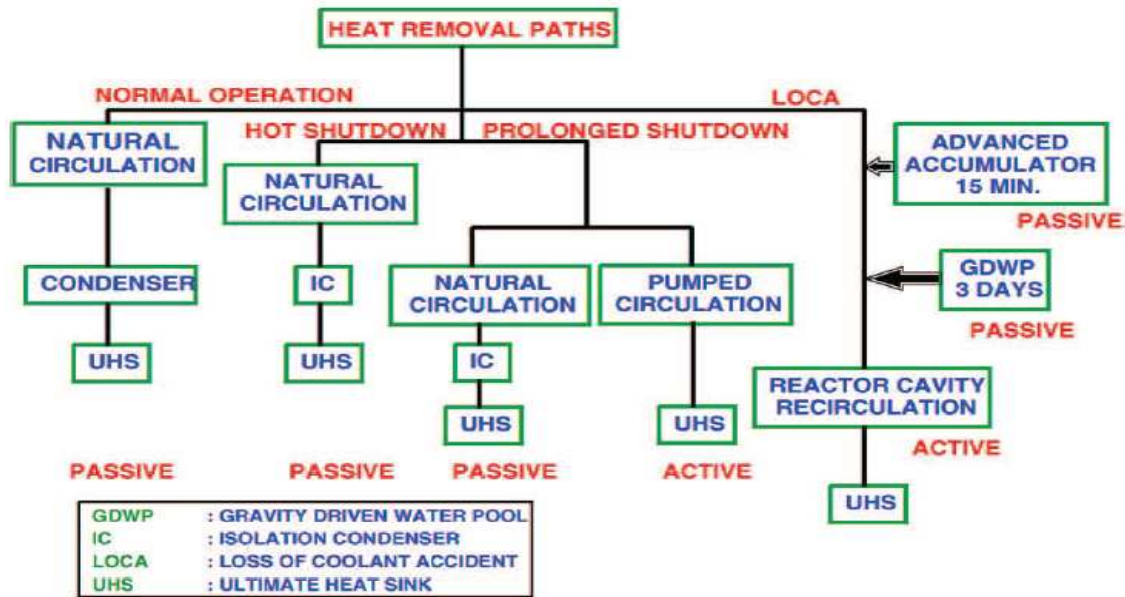 HEAT REMOVAL PATHS
NORMAL OPERATION
LOCA
NATURAL
CIRCULATION
HOT SHUTDOWN
PROLONGED SHUTDOWN
ADVANCED
ACCUMULATOR
15 MIN.
PASSIVE
NATURAL
CIRCULATION
CONDENSER
IC
NATURAL
CIRCULATION
PUMPED
CIRCULATION
GDWP
3 DAYS
PASSIVE
UHS
UHS
IC
REACTOR CAVITY
RECIRCULATION
UHS
UHS
ACTIVE
PASSIVE
PASSIVE
PASSIVE
ACTIVE
UHS
GDWP : GRAVITY DRIVEN WATER POOL
IC : ISOLATION CONDENSER
LOCA : LOSS OF COOLANT ACCIDENT
UHS : ULTIMATE HEAT SINK